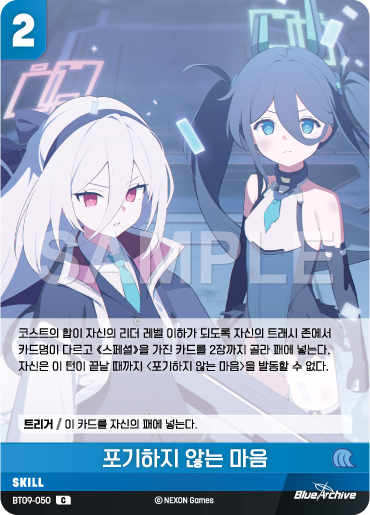 2
SAMPLE
코스트의 합이 자신의 리더 레벨 이하가 되도록 자신의 트래시 존에서
카드명이 다르고 《스페셜》을 가진 카드를 2장까지 골라 패에 넣는다.
자신은 이 턴이 끝날 때까지 〈포기하지 않는 마음〉을 발동할 수 없다.
트리거 / 이 카드를 자신의 패에 넣는다.
포기하지 않는 마음
SKILL
BT09-050 C © NEXON Games BlueArchive